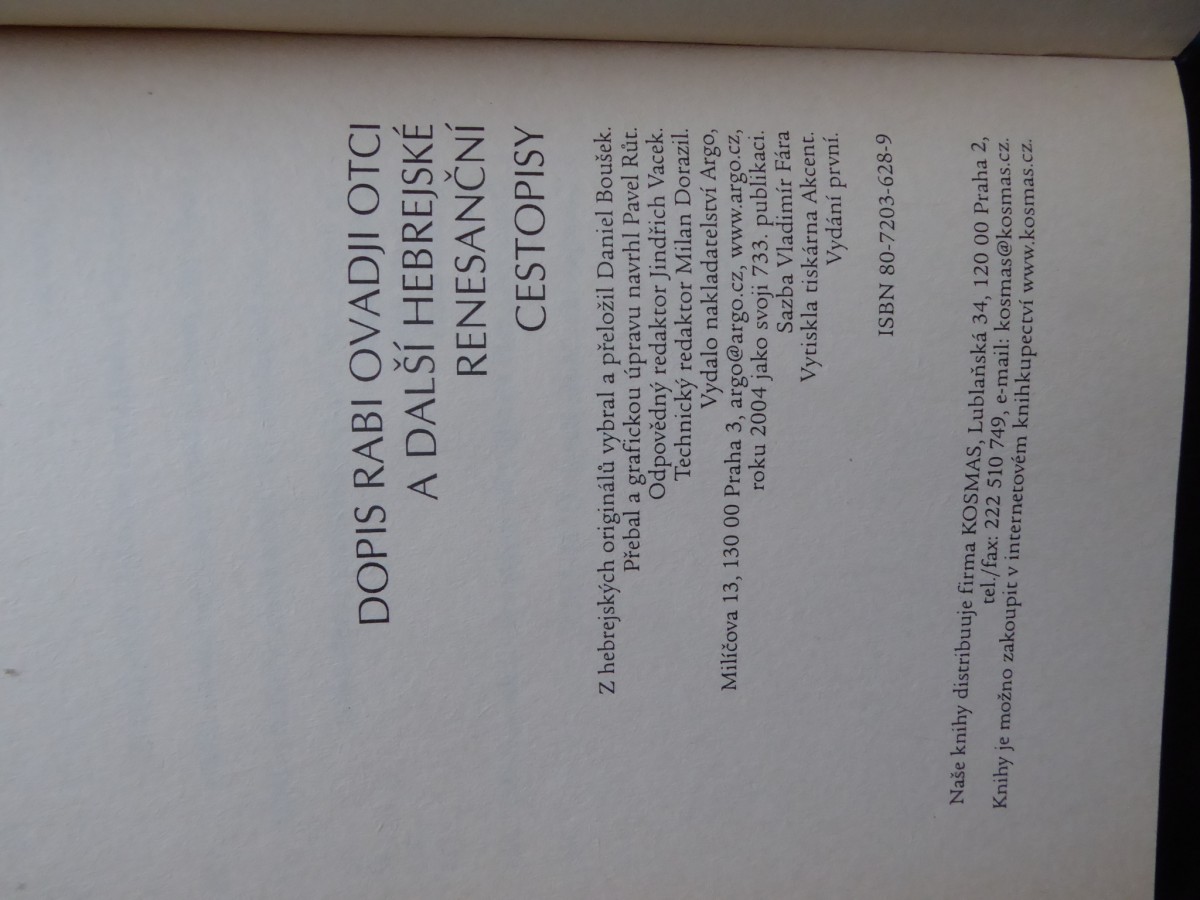 DOPIS RABI OVADJI OTCI
A DALŠÍ HEBREJSKÉ
RENESANČNÍ
CESTOPISY
Z hebrejských originálů vybral a přeložil Daniel Boušek.
Přebal a grafickou úpravu navrhl Pavel Růt.
Odpovědný redaktor Jindřich Vacek.
Technický redaktor Milan Dorazil.
Vydalo nakladatelství Argo,
Milíčova 13, 130 00 Praha 3, argo@argo.cz, www.argo.cz,
roku 2004 jako svoji 733. publikaci.
Sazba Vladimír Fára
Vytiskla tiskárna Akcent.
Vydání první.
ISBN 80-7203-628-9
Naše knihy distribuuje firma KOSMAS, Lublaňská 34, 120 00 Praha 2,
tel./fax: 222 510 749, e-mail: kosmas@kosmas.cz.
Knihy je možno zakoupit v internetovém knihkupectví www.kosmas.cz.